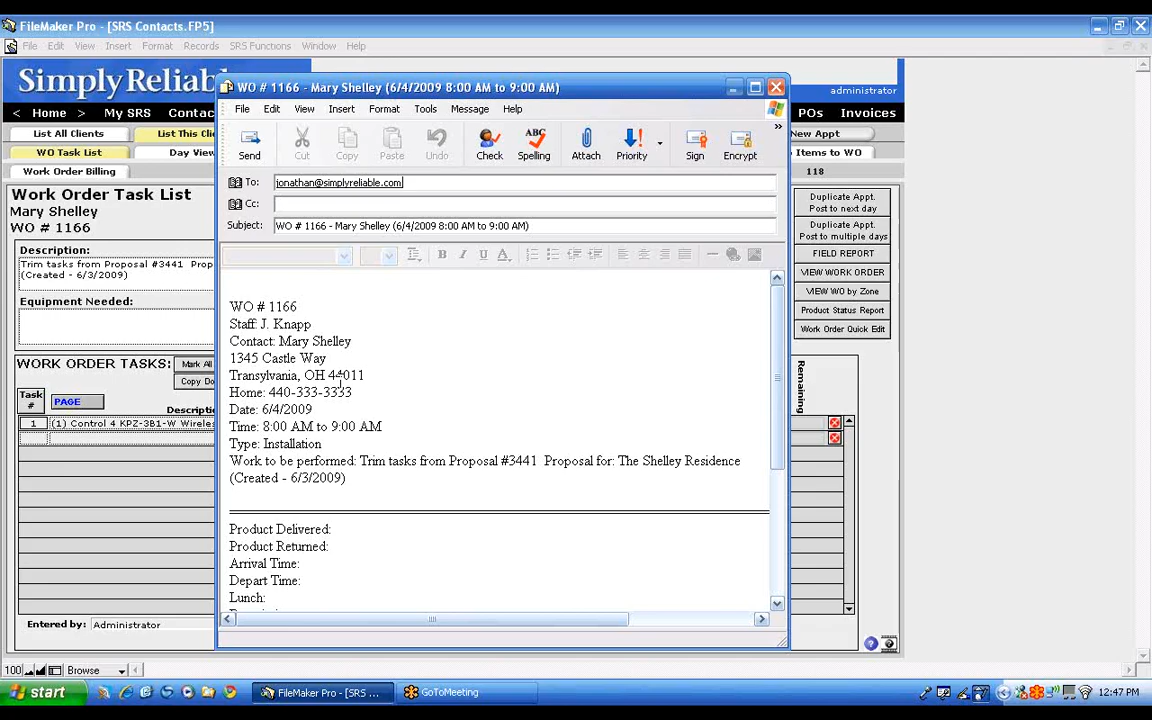 FileMaker Pro - [SRS Contacts.FP5]
File Edit View Insert Format Records SRS Functions Window Help
SimplyReliab
administrator
< Home > My SRS Contac
POs Invoices
List All Clients List This Clie
New Appt
WO Task List Day View
Items to WO
Work Order Billing
118
Work Order Task List
Mary Shelley
WO # 1166
Description:
Trim tasks from Proposal #3441 Prop
(Created - 6/3/2009)
Equipment Needed:
WORK ORDER TASKS:
Mark All
Copy Do
Task #
PAGE
Descriptio
1 (1) Control 4 KPZ-3B1-W Wireles
Entered by: Administrator
WO # 1166 - Mary Shelley (6/4/2009 8:00 AM to 9:00 AM)
File Edit View Insert Format Tools Message Help
Send Cut Copy Paste Undo Check Spelling Attach Priority Sign Encrypt
To: jonathan@simplyreliable.com
Cc:
Subject: WO # 1166 - Mary Shelley (6/4/2009 8:00 AM to 9:00 AM)
WO # 1166
Staff: J. Knapp
Contact: Mary Shelley
1345 Castle Way
Transylvania, OH 44011
Home: 440-333-3333
Date: 6/4/2009
Time: 8:00 AM to 9:00 AM
Type: Installation
Work to be performed: Trim tasks from Proposal #3441 Proposal for: The Shelley Residence
(Created - 6/3/2009)
Product Delivered:
Product Returned:
Arrival Time:
Depart Time:
Lunch:
Duplicate Appt.
Post to next day
Duplicate Appt.
Post to multiple days
FIELD REPORT
VIEW WORK ORDER
VIEW WO by Zone
Product Status Report
Work Order Quick Edit
Remaining
100 Browse
start
FileMaker Pro - [SRS ...
GoToMeeting
12:47 PM